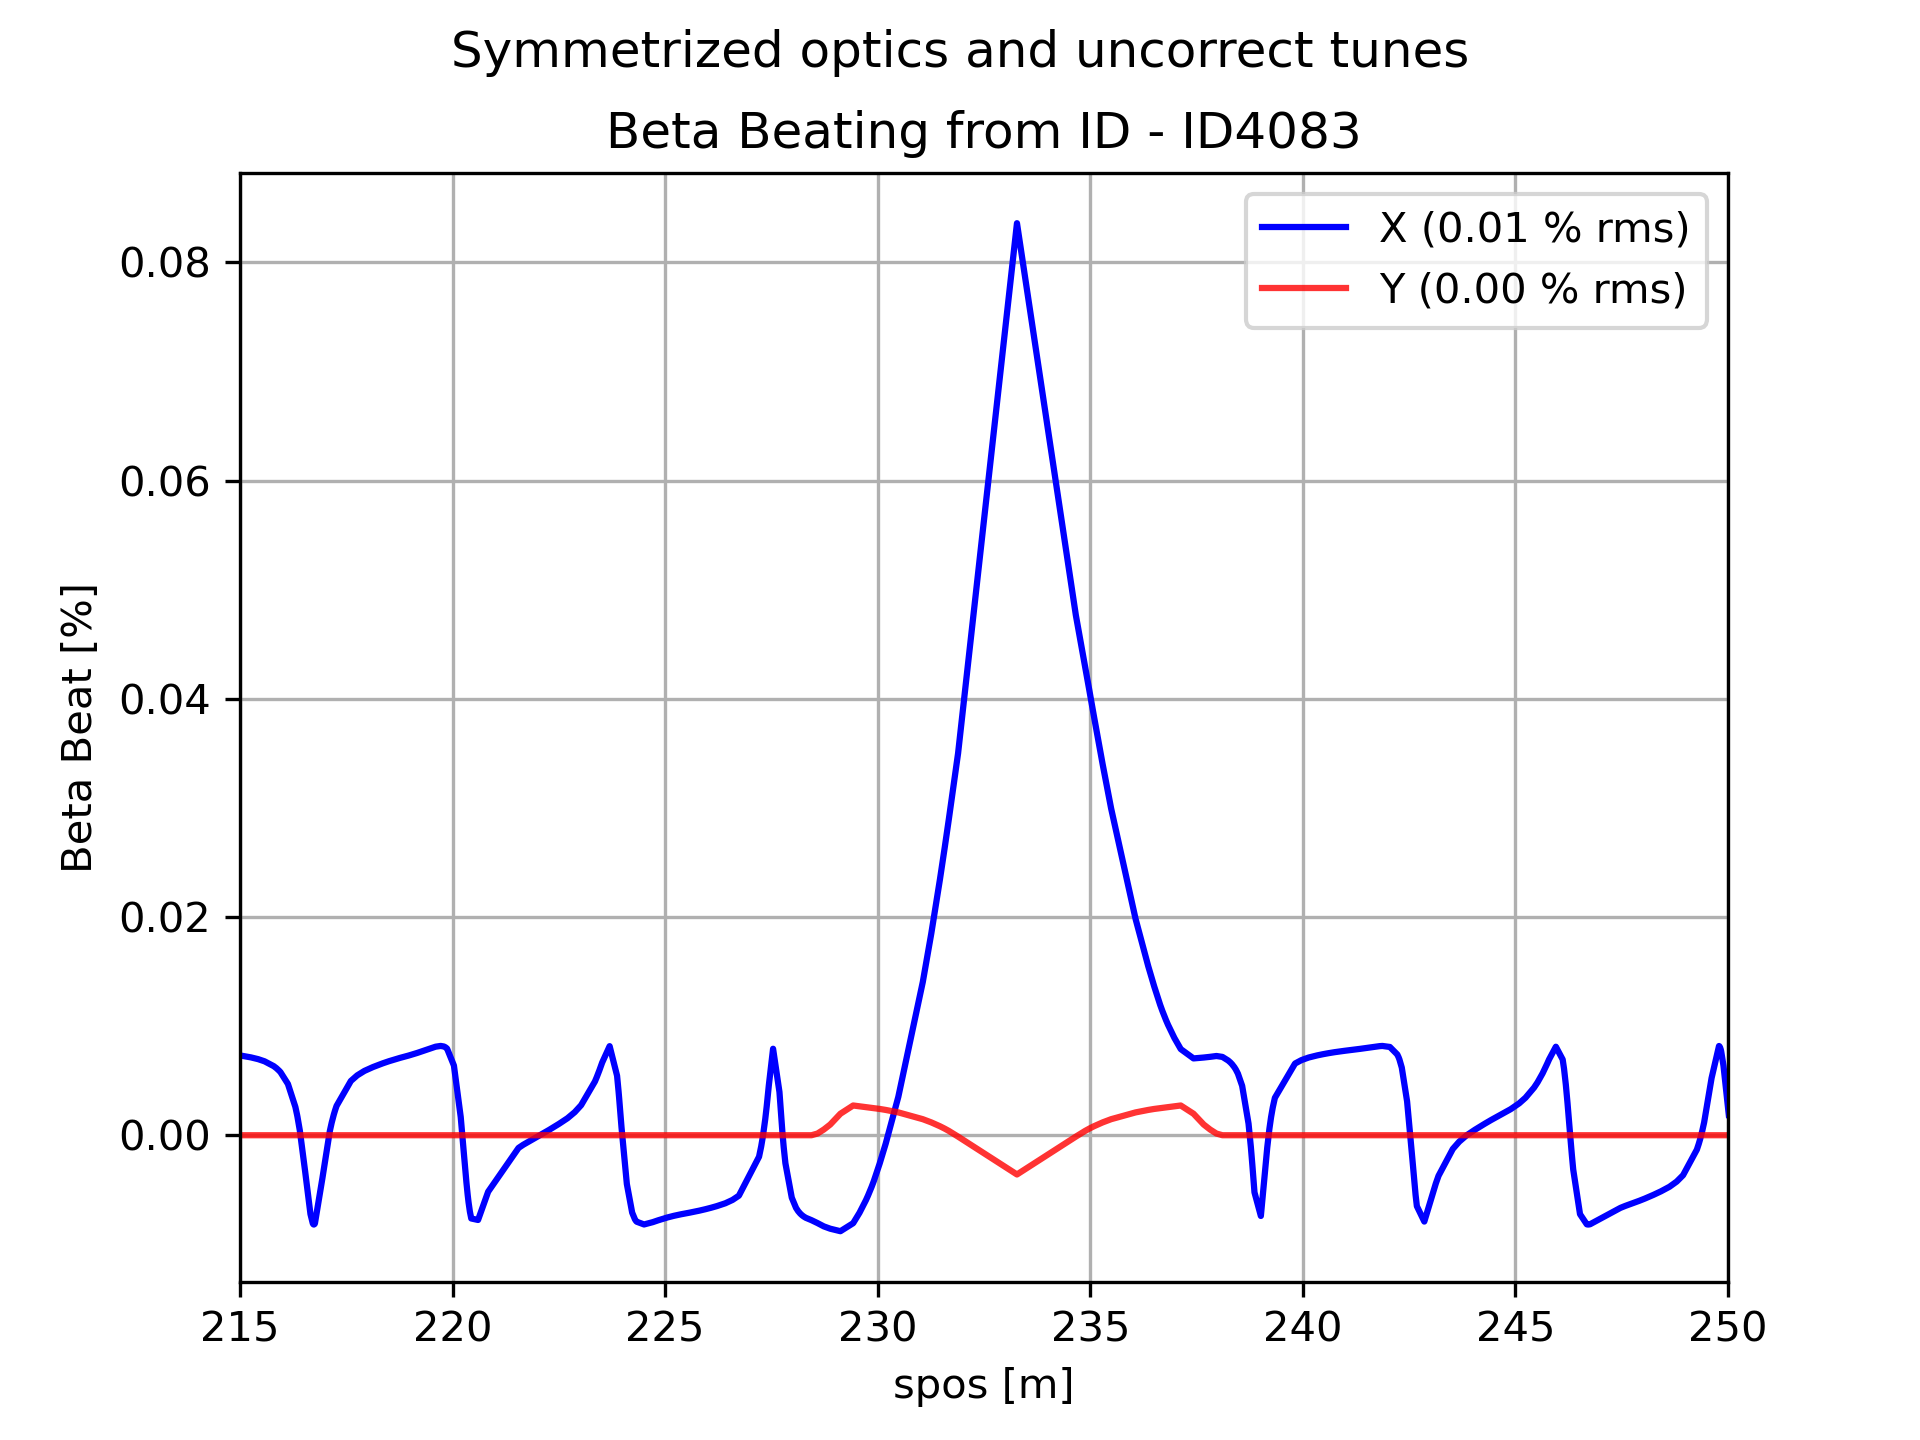 Symmetrized optics and uncorrect tunes
Beta Beating from ID - ID4083
X (0.01 % rms)
Y (0.00 % rms)
0.08
0.06
0.04
0.02
0.00
Beta Beat [%]
215 220 225 230 235 240 245 250
spos [m]